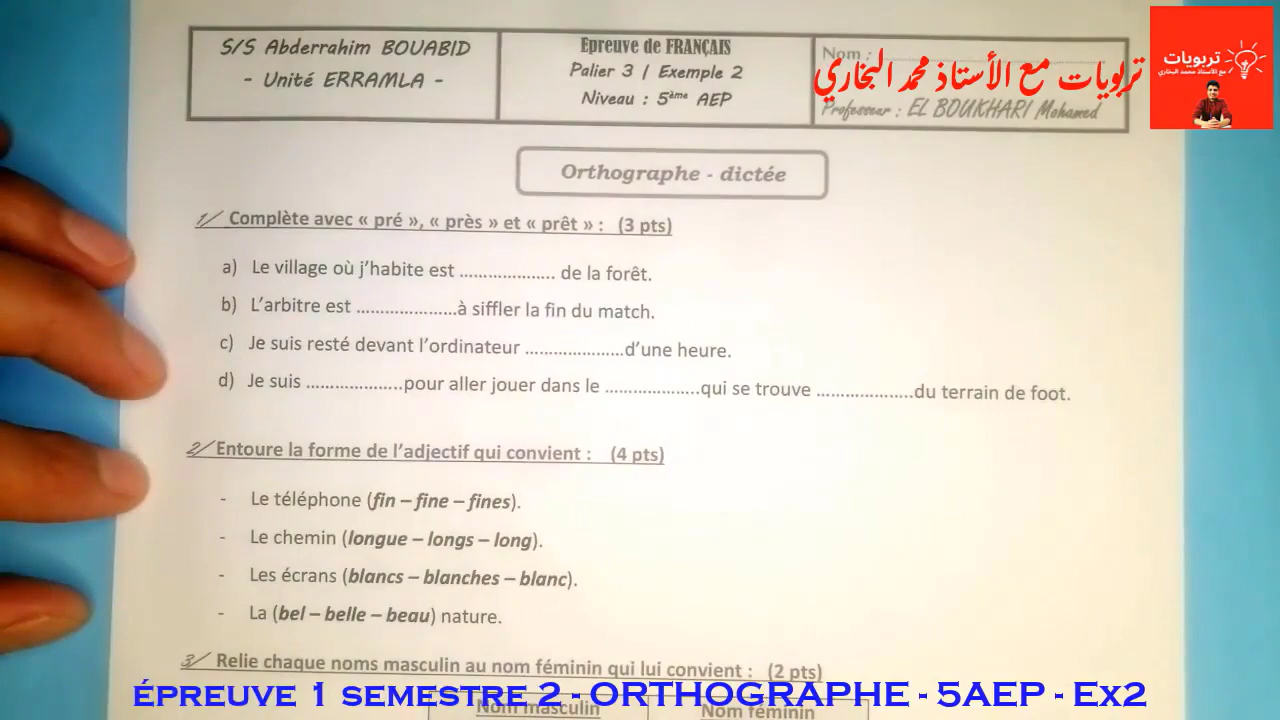 S/S Abderrahim BOUABID
- Unité ERRAMLA -
Epreuve de FRANÇAIS
Palier 3 / Exemple 2
Niveau : 5ème AEP
Nom :
تربويات مع الأستاذ محمد البخاري
Professeur : EL BOUKHARI Mohamed
تربويات
مع الأستاذ محمد البخاري
Orthographe - dictée
1/ Complète avec « pré », « près » et « prêt » : (3 pts)
a) Le village où j'habite est ………………… de la forêt.
b) L'arbitre est …………………à siffler la fin du match.
c) Je suis resté devant l'ordinateur …………………d'une heure.
d) Je suis …………………pour aller jouer dans le …………………qui se trouve …………………du terrain de foot.
2/ Entoure la forme de l'adjectif qui convient : (4 pts)
- Le téléphone (fin – fine – fines).
- Le chemin (longue – longs – long).
- Les écrans (blancs – blanches – blanc).
- La (bel – belle – beau) nature.
3/ Relie chaque noms masculin au nom féminin qui lui convient : (2 pts)
Nom masculin Nom féminin
épreuve 1 semestre 2 - ORTHOGRAPHE - 5AEP - Ex2